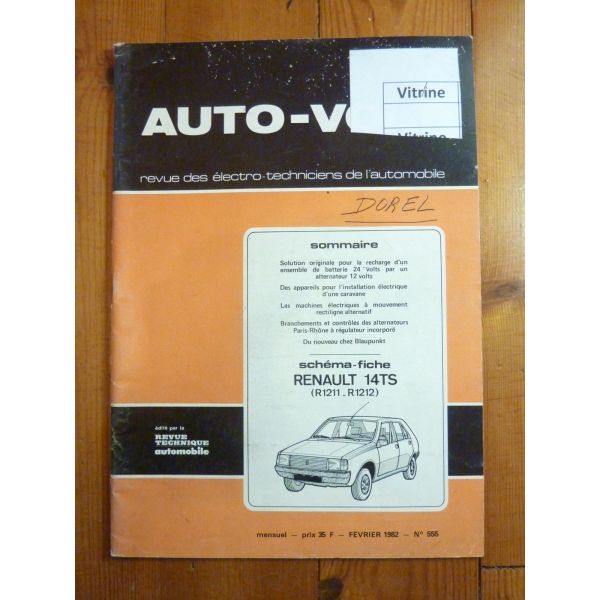 Vitrine
Vitrine
AUTO-VO
revue des électro-techniciens de l'automobile
DOREL
sommaire
Solution originale pour la recharge d'un
ensemble de batterie 24 Volts par un
alternateur 12 volts
Des appareils pour l'installation électrique
d'une caravane
Les machines électriques à mouvement
rectiligne alternatif
Branchements et contrôles des alternateurs
Paris-Rhône à régulateur incorporé
Du nouveau chez Blaupunkt
schéma-fiche
RENAULT 14TS
(R1211_R1212)
édité par la
REVUE
TECHNIQUE
automobile
mensuel — prix 35 F — FEVRIER 1982 — N° 555